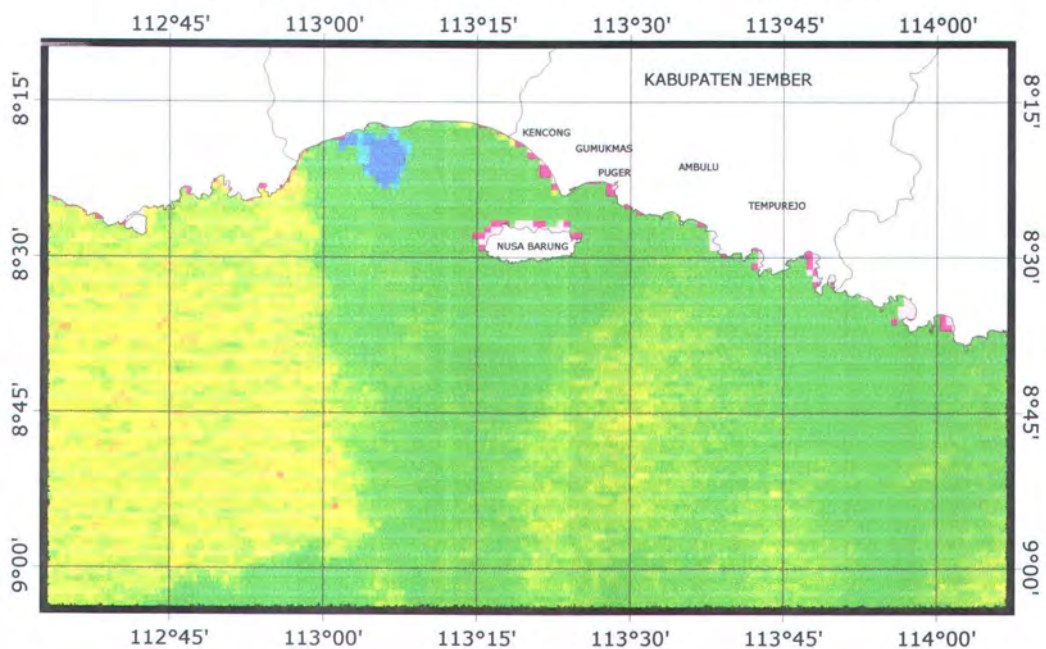 112°45' 113°00' 113°15' 113°30' 113°45' 114°00'
KABUPATEN JEMBER
8°15' 8°15'
KENCONG
GUMUKMAS
PUGER AMBULU
TEMPUREJO
NUSA BARUNG
8°30' 8°30'
8°45' 8°45'
9°00' 9°00'
112°45' 113°00' 113°15' 113°30' 113°45' 114°00'